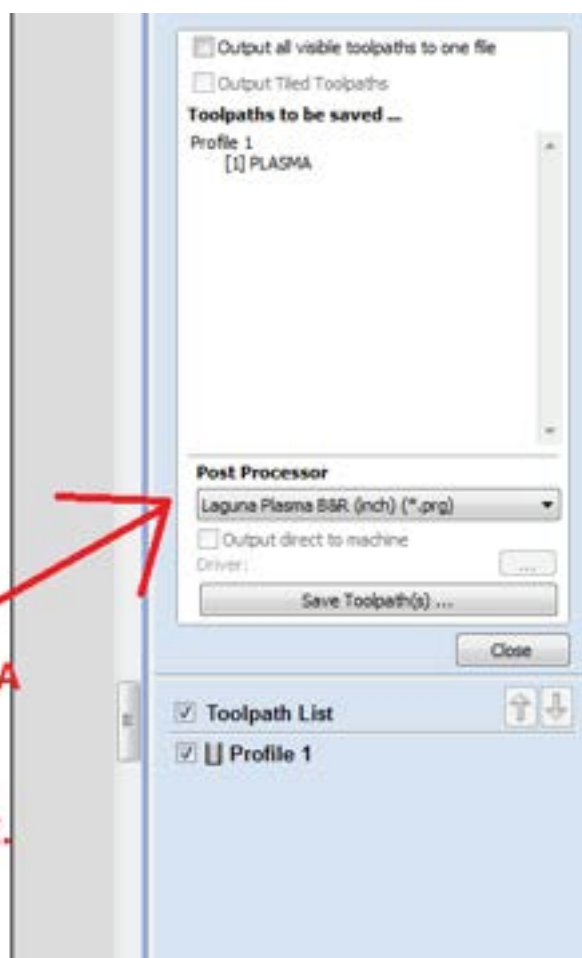 Output all visible toolpaths to one file
Output Tiled Toolpaths
Toolpaths to be saved ...
Profile 1
[1] PLASMA
Post Processor
Laguna Plasma B&R (inch) (*.prg)
Output direct to machine
Driver:
...
Save Toolpath(s) ...
Close
A
Toolpath List
Profile 1